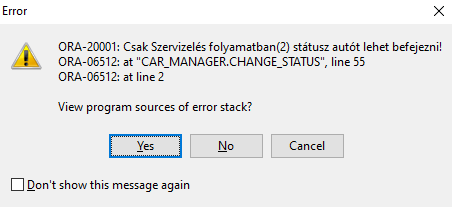 Error
ORA-20001: Csak Szervizelés folyamatban(2) státusz autót lehet befejezni!
ORA-06512: at "CAR_MANAGER.CHANGE_STATUS", line 55
ORA-06512: at line 2
View program sources of error stack?
Yes No Cancel
Don't show this message again